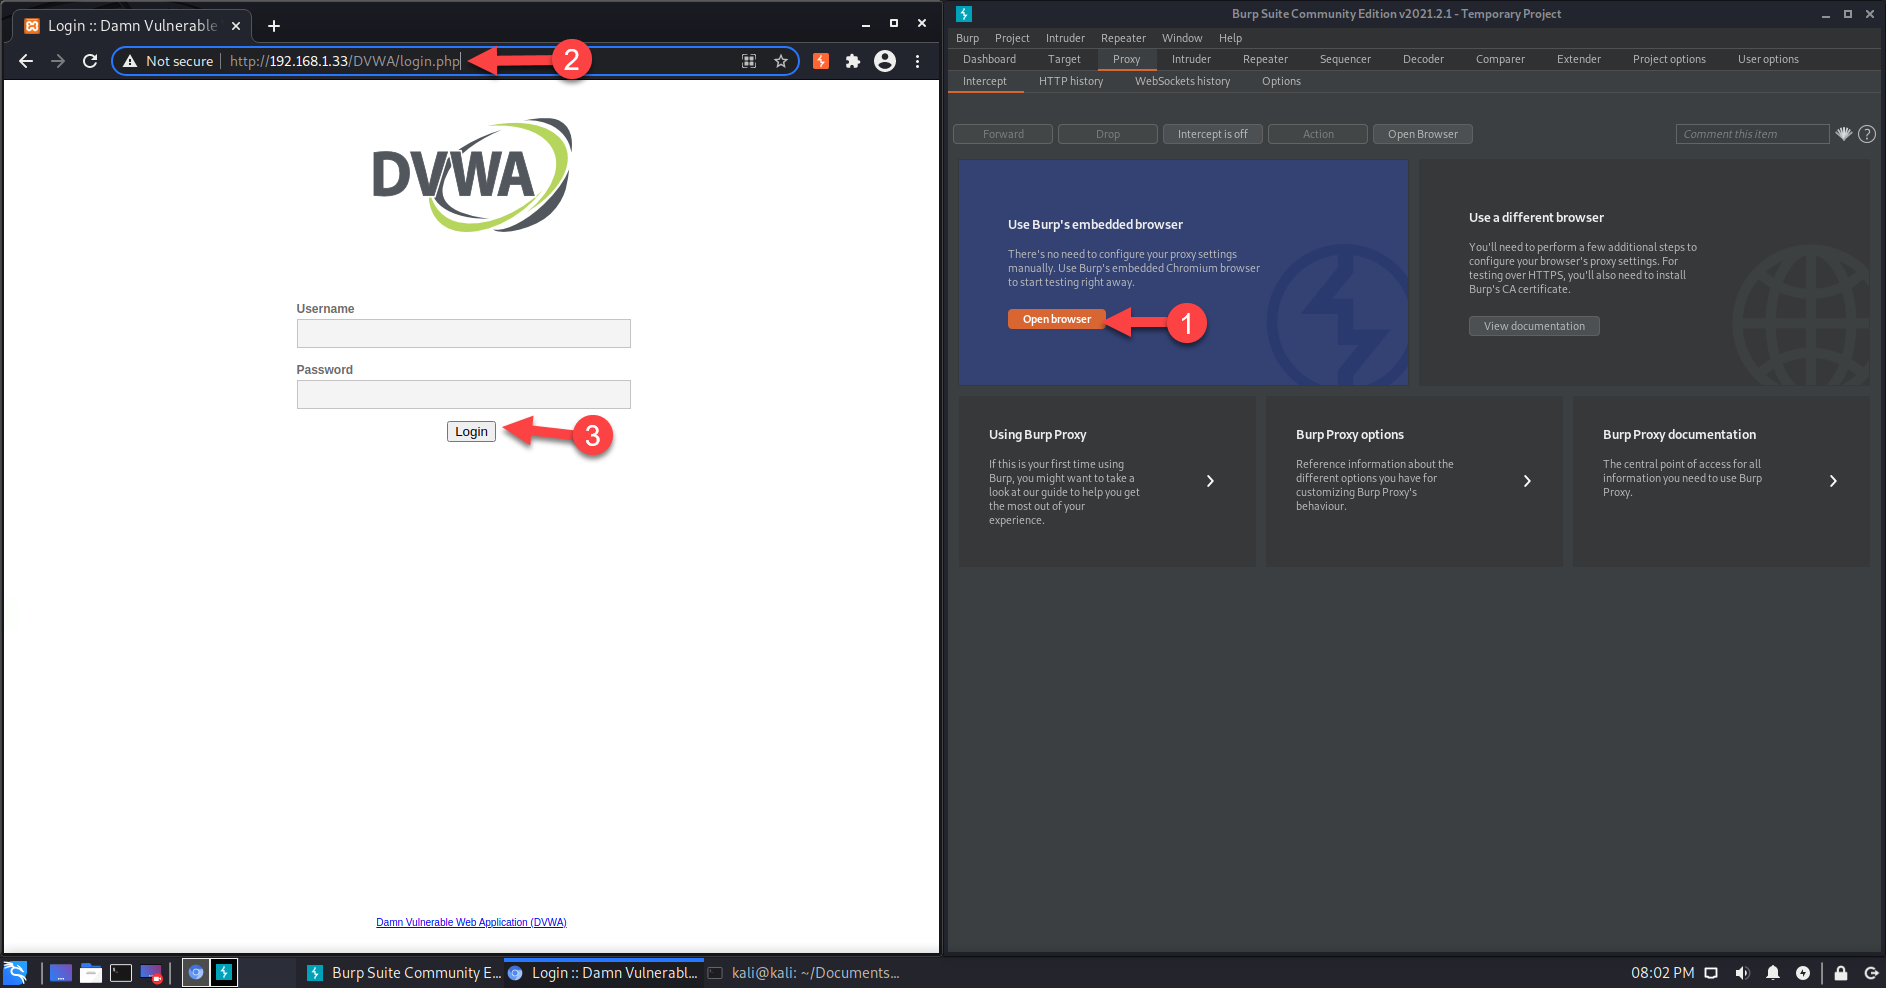 Login :: Damn Vulnerable
Not secure
http://192.168.1.33/DVWA/login.php
2
DVWA
Username
Password
Login
3
Damn Vulnerable Web Application (DVWA)
Burp Suite Community Edition v2021.2.1 - Temporary Project
Burp Project Intruder Repeater Window Help
Dashboard Target Proxy Intruder Repeater Sequencer Decoder Comparer Extender Project options User options
Intercept HTTP history WebSockets history Options
Forward Drop Intercept is off Action Open Browser Comment this item ?
Use Burp's embedded browser
There's no need to configure your proxy settings
manually. Use Burp's embedded Chromium browser
to start testing right away.
Open browser
1
Use a different browser
You'll need to perform a few additional steps to
configure your browser's proxy settings. For
testing over HTTPS, you'll also need to install
Burp's CA certificate.
View documentation
Using Burp Proxy
If this is your first time using
Burp, you might want to take a
look at our guide to help you get
the most out of your
experience.
Burp Proxy options
Reference information about the
different options you have for
customizing Burp Proxy's
behaviour.
Burp Proxy documentation
The central point of access for all
information you need to use Burp
Proxy.
Burp Suite Community E... Login :: Damn Vulnerabl... kali@kali: ~/Documents... 08:02 PM